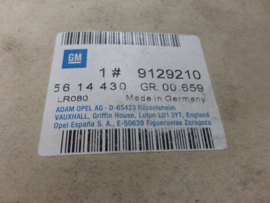 GM
1 # 9129210
56 14 430 GR. 00.659
LR080 Made in Germany
ADAM OPEL AG - D-65423 Rüsselsheim
VAUXHALL, Griffin House, Luton LU1 3YT, England
Opel España S. A., E-50639 Figueruelas Zaragoza